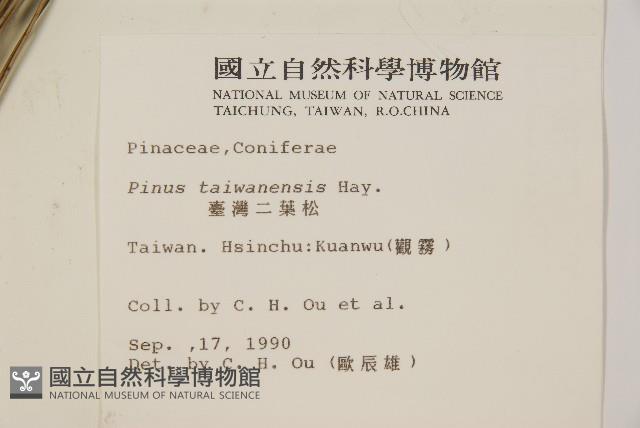 國立自然科學博物館
NATIONAL MUSEUM OF NATURAL SCIENCE
TAICHUNG, TAIWAN, R.O.CHINA
Pinaceae,Coniferae
Pinus taiwanensis Hay.
臺灣二葉松
Taiwan. Hsinchu:Kuanwu(觀霧)
Coll. by C. H. Ou et al.
Sep. ,17, 1990
Det. by C. H. Ou (歐辰雄)
國立自然科學博物館
NATIONAL MUSEUM OF NATURAL SCIENCE